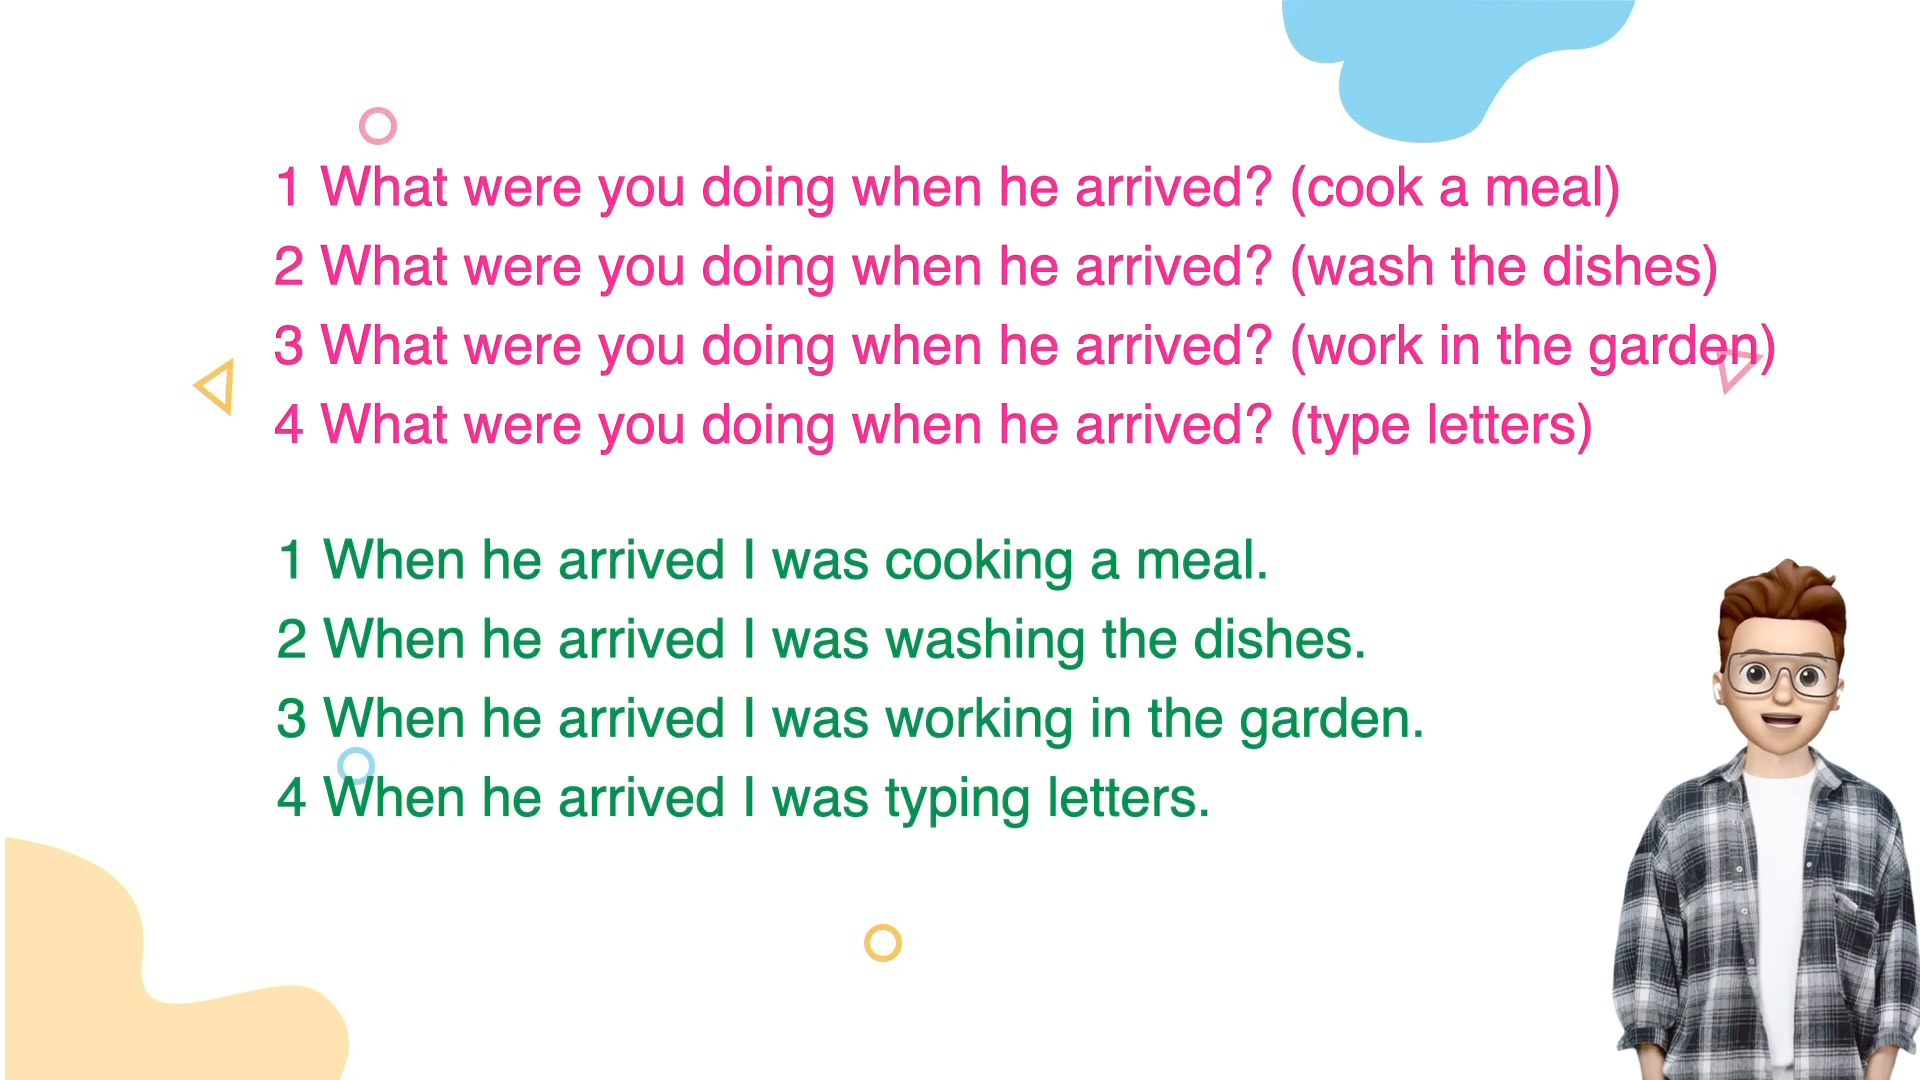 1 What were you doing when he arrived? (cook a meal)
2 What were you doing when he arrived? (wash the dishes)
3 What were you doing when he arrived? (work in the garden)
4 What were you doing when he arrived? (type letters)
1 When he arrived I was cooking a meal.
2 When he arrived I was washing the dishes.
3 When he arrived I was working in the garden.
4 When he arrived I was typing letters.